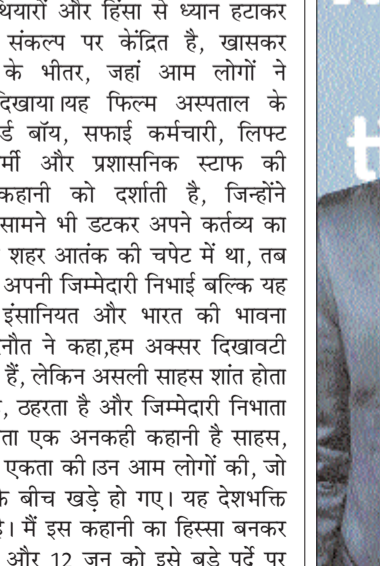 थियारों और हिंसा से ध्यान हटाकर
संकल्प पर केंद्रित है, खासकर
के भीतर, जहां आम लोगों ने
दिखाया।यह फिल्म अस्पताल के
र्ड बॉय, सफाई कर्मचारी, लिफ्ट
र्मी और प्रशासनिक स्टाफ की
कहानी को दर्शाती है, जिन्होंने
सामने भी डटकर अपने कर्तव्य का
शहर आतंक की चपेट में था, तब
अपनी जिम्मेदारी निभाई बल्कि यह
इंसानियत और भारत की भावना
नौत ने कहा,हम अक्सर दिखावटी
हैं, लेकिन असली साहस शांत होता
, ठहरता है और जिम्मेदारी निभाता
ता एक अनकही कहानी है साहस,
एकता की।उन आम लोगों की, जो
के बीच खड़े हो गए। यह देशभक्ति
है। मैं इस कहानी का हिस्सा बनकर
और 12 जून को इसे बड़े पर्दे पर